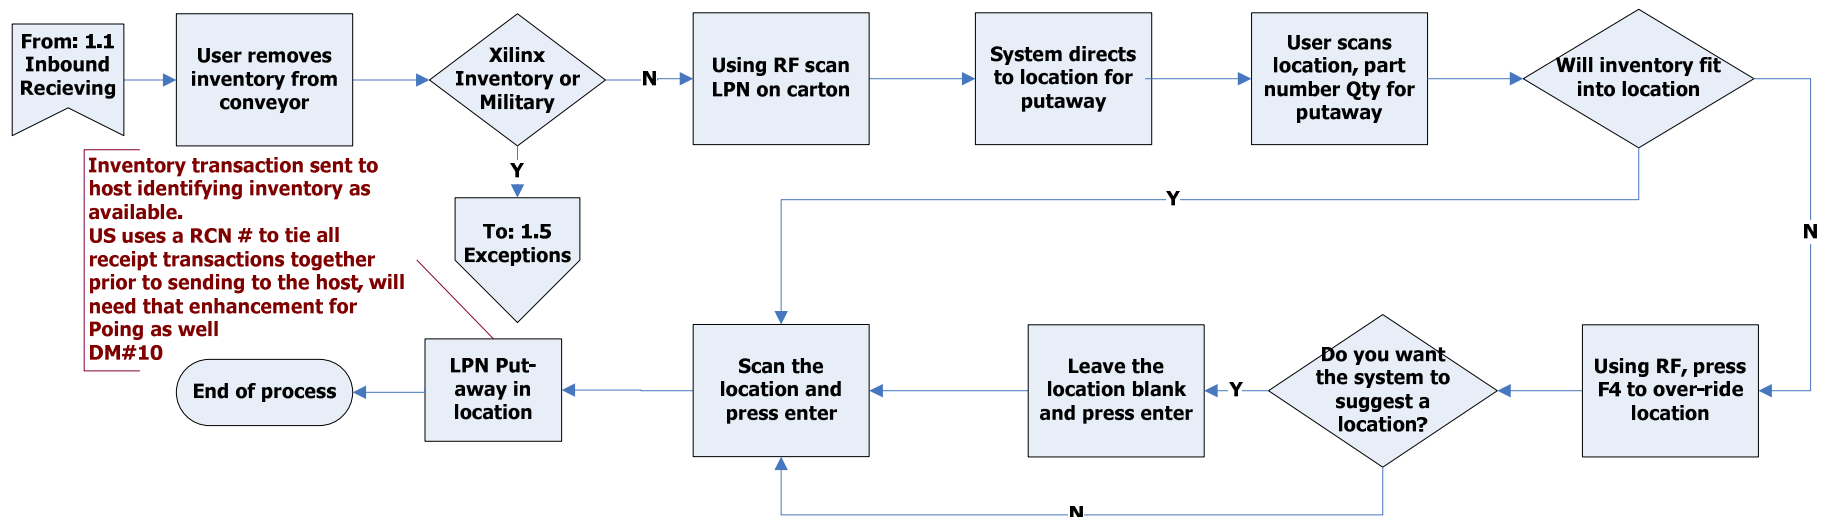 From: 1.1
Inbound
Recieving
User removes
inventory from
conveyor
Xilinx
Inventory or
Military
N
Using RF scan
LPN on carton
System directs
to location for
putaway
User scans
location, part
number Qty for
putaway
Will inventory fit
into location
Y
To: 1.5
Exceptions
Y
N
Inventory transaction sent to
host identifying inventory as
available.
US uses a RCN # to tie all
receipt transactions together
prior to sending to the host, will
need that enhancement for
Poing as well
DM#10
Using RF, press
F4 to over-ride
location
Do you want
the system to
suggest a
location?
Y
Leave the
location blank
and press enter
N
Scan the
location and
press enter
LPN Put-
away in
location
End of process